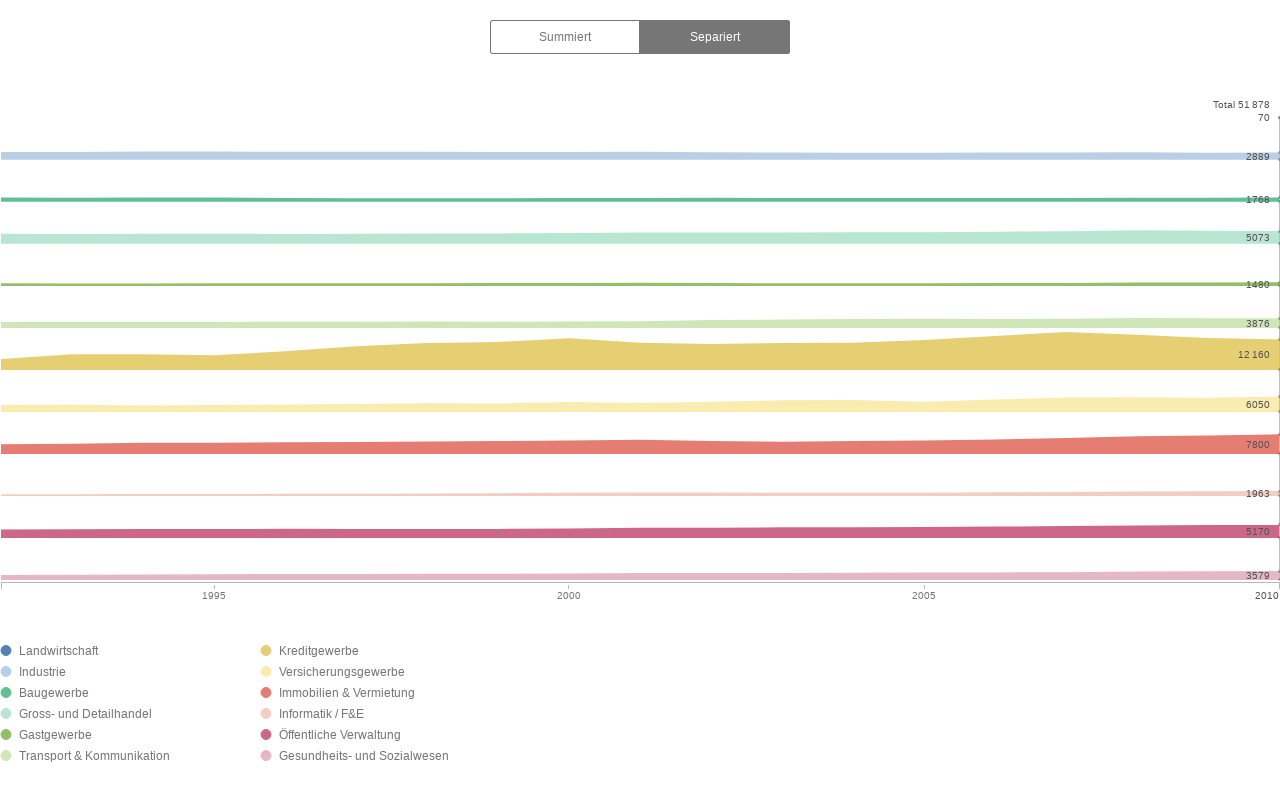 Summiert
Separiert
Total 51 878
70
2889
1768
5073
1480
3876
12 160
6050
7800
1963
5170
3579
1995
2000
2005
2010
Landwirtschaft
Industrie
Baugewerbe
Gross- und Detailhandel
Gastgewerbe
Transport & Kommunikation
Kreditgewerbe
Versicherungsgewerbe
Immobilien & Vermietung
Informatik / F&E
Öffentliche Verwaltung
Gesundheits- und Sozialwesen